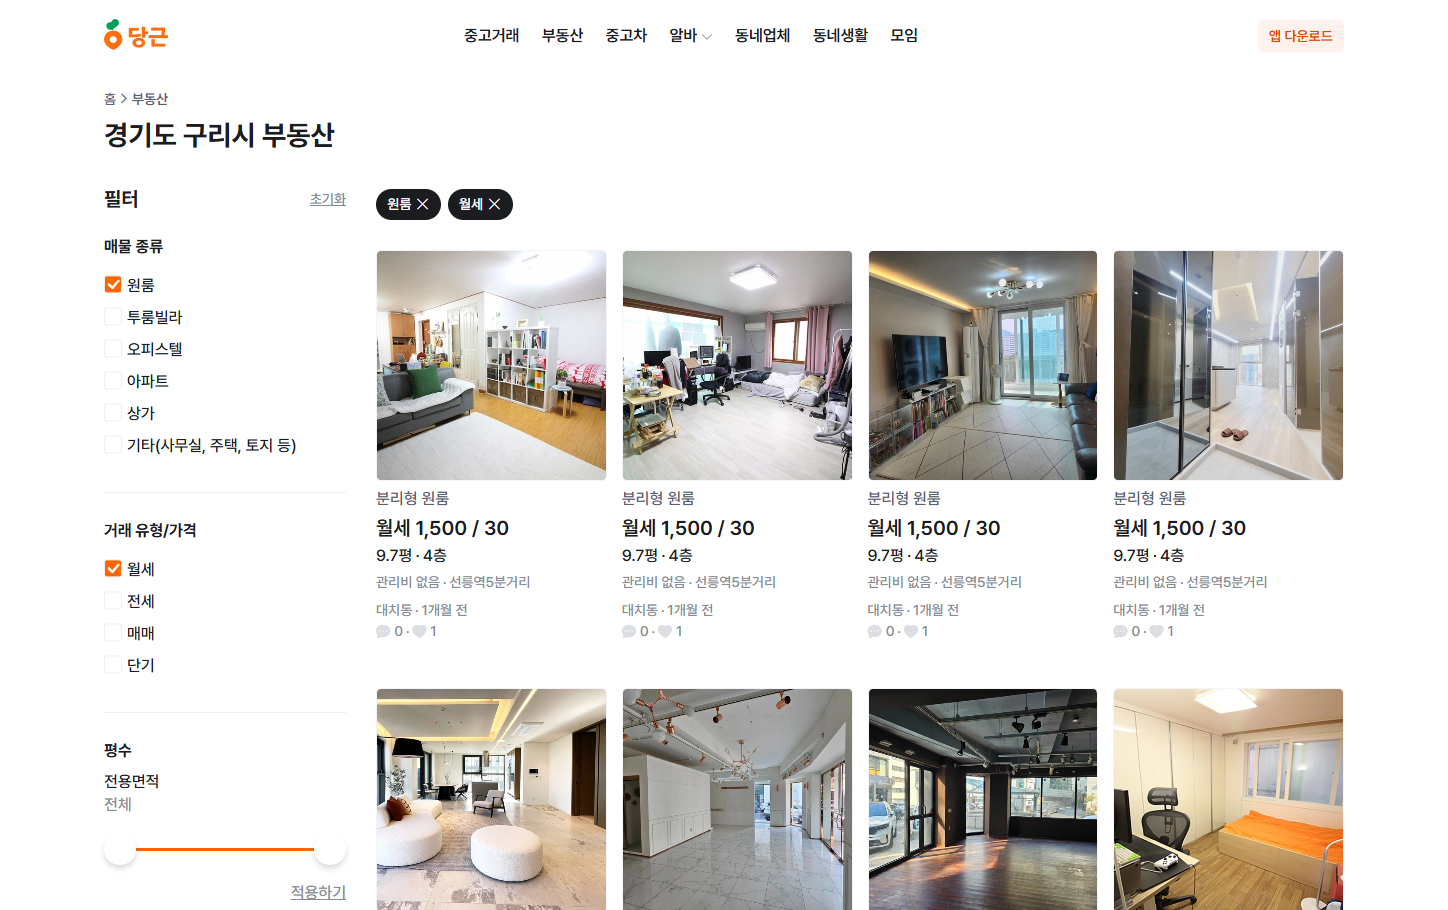 당근
중고거래 부동산 중고차 알바 동네업체 동네생활 모임
앱 다운로드
홈 > 부동산
경기도 구리시 부동산
필터
초기화
매물 종류
원룸
투룸빌라
오피스텔
아파트
상가
기타(사무실, 주택, 토지 등)
거래 유형/가격
월세
전세
매매
단기
평수
전용면적
전체
적용하기
원룸
월세
분리형 원룸
월세 1,500 / 30
9.7평 · 4층
관리비 없음 · 선릉역5분거리
대치동 · 1개월 전
0 · 1
분리형 원룸
월세 1,500 / 30
9.7평 · 4층
관리비 없음 · 선릉역5분거리
대치동 · 1개월 전
0 · 1
분리형 원룸
월세 1,500 / 30
9.7평 · 4층
관리비 없음 · 선릉역5분거리
대치동 · 1개월 전
0 · 1
분리형 원룸
월세 1,500 / 30
9.7평 · 4층
관리비 없음 · 선릉역5분거리
대치동 · 1개월 전
0 · 1